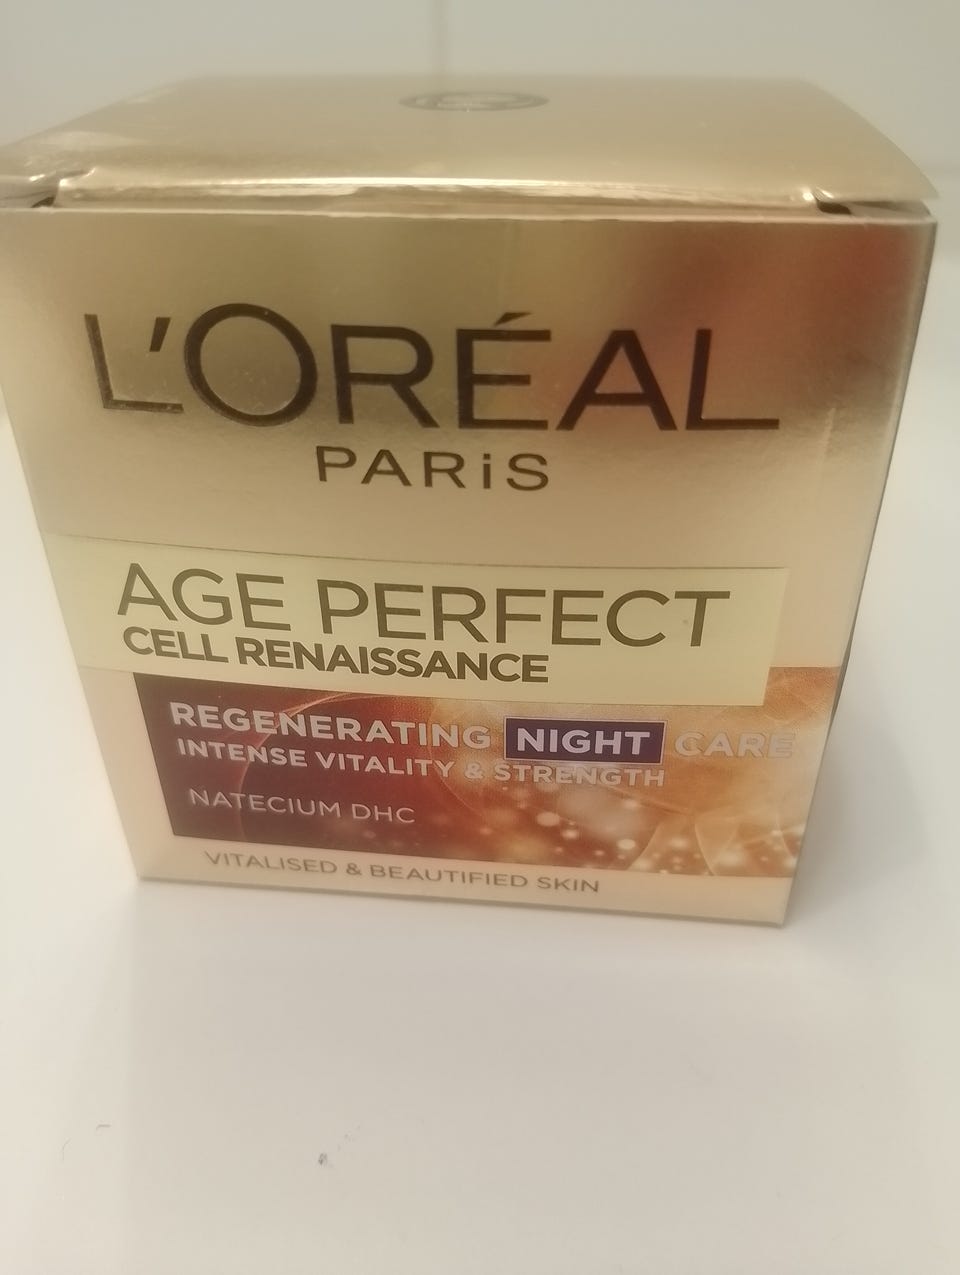 L'ORÉAL
PARiS
AGE PERFECT
CELL RENAISSANCE
REGENERATING NIGHT CARE
INTENSE VITALITY & STRENGTH
NATECIUM DHC
VITALISED & BEAUTIFIED SKIN